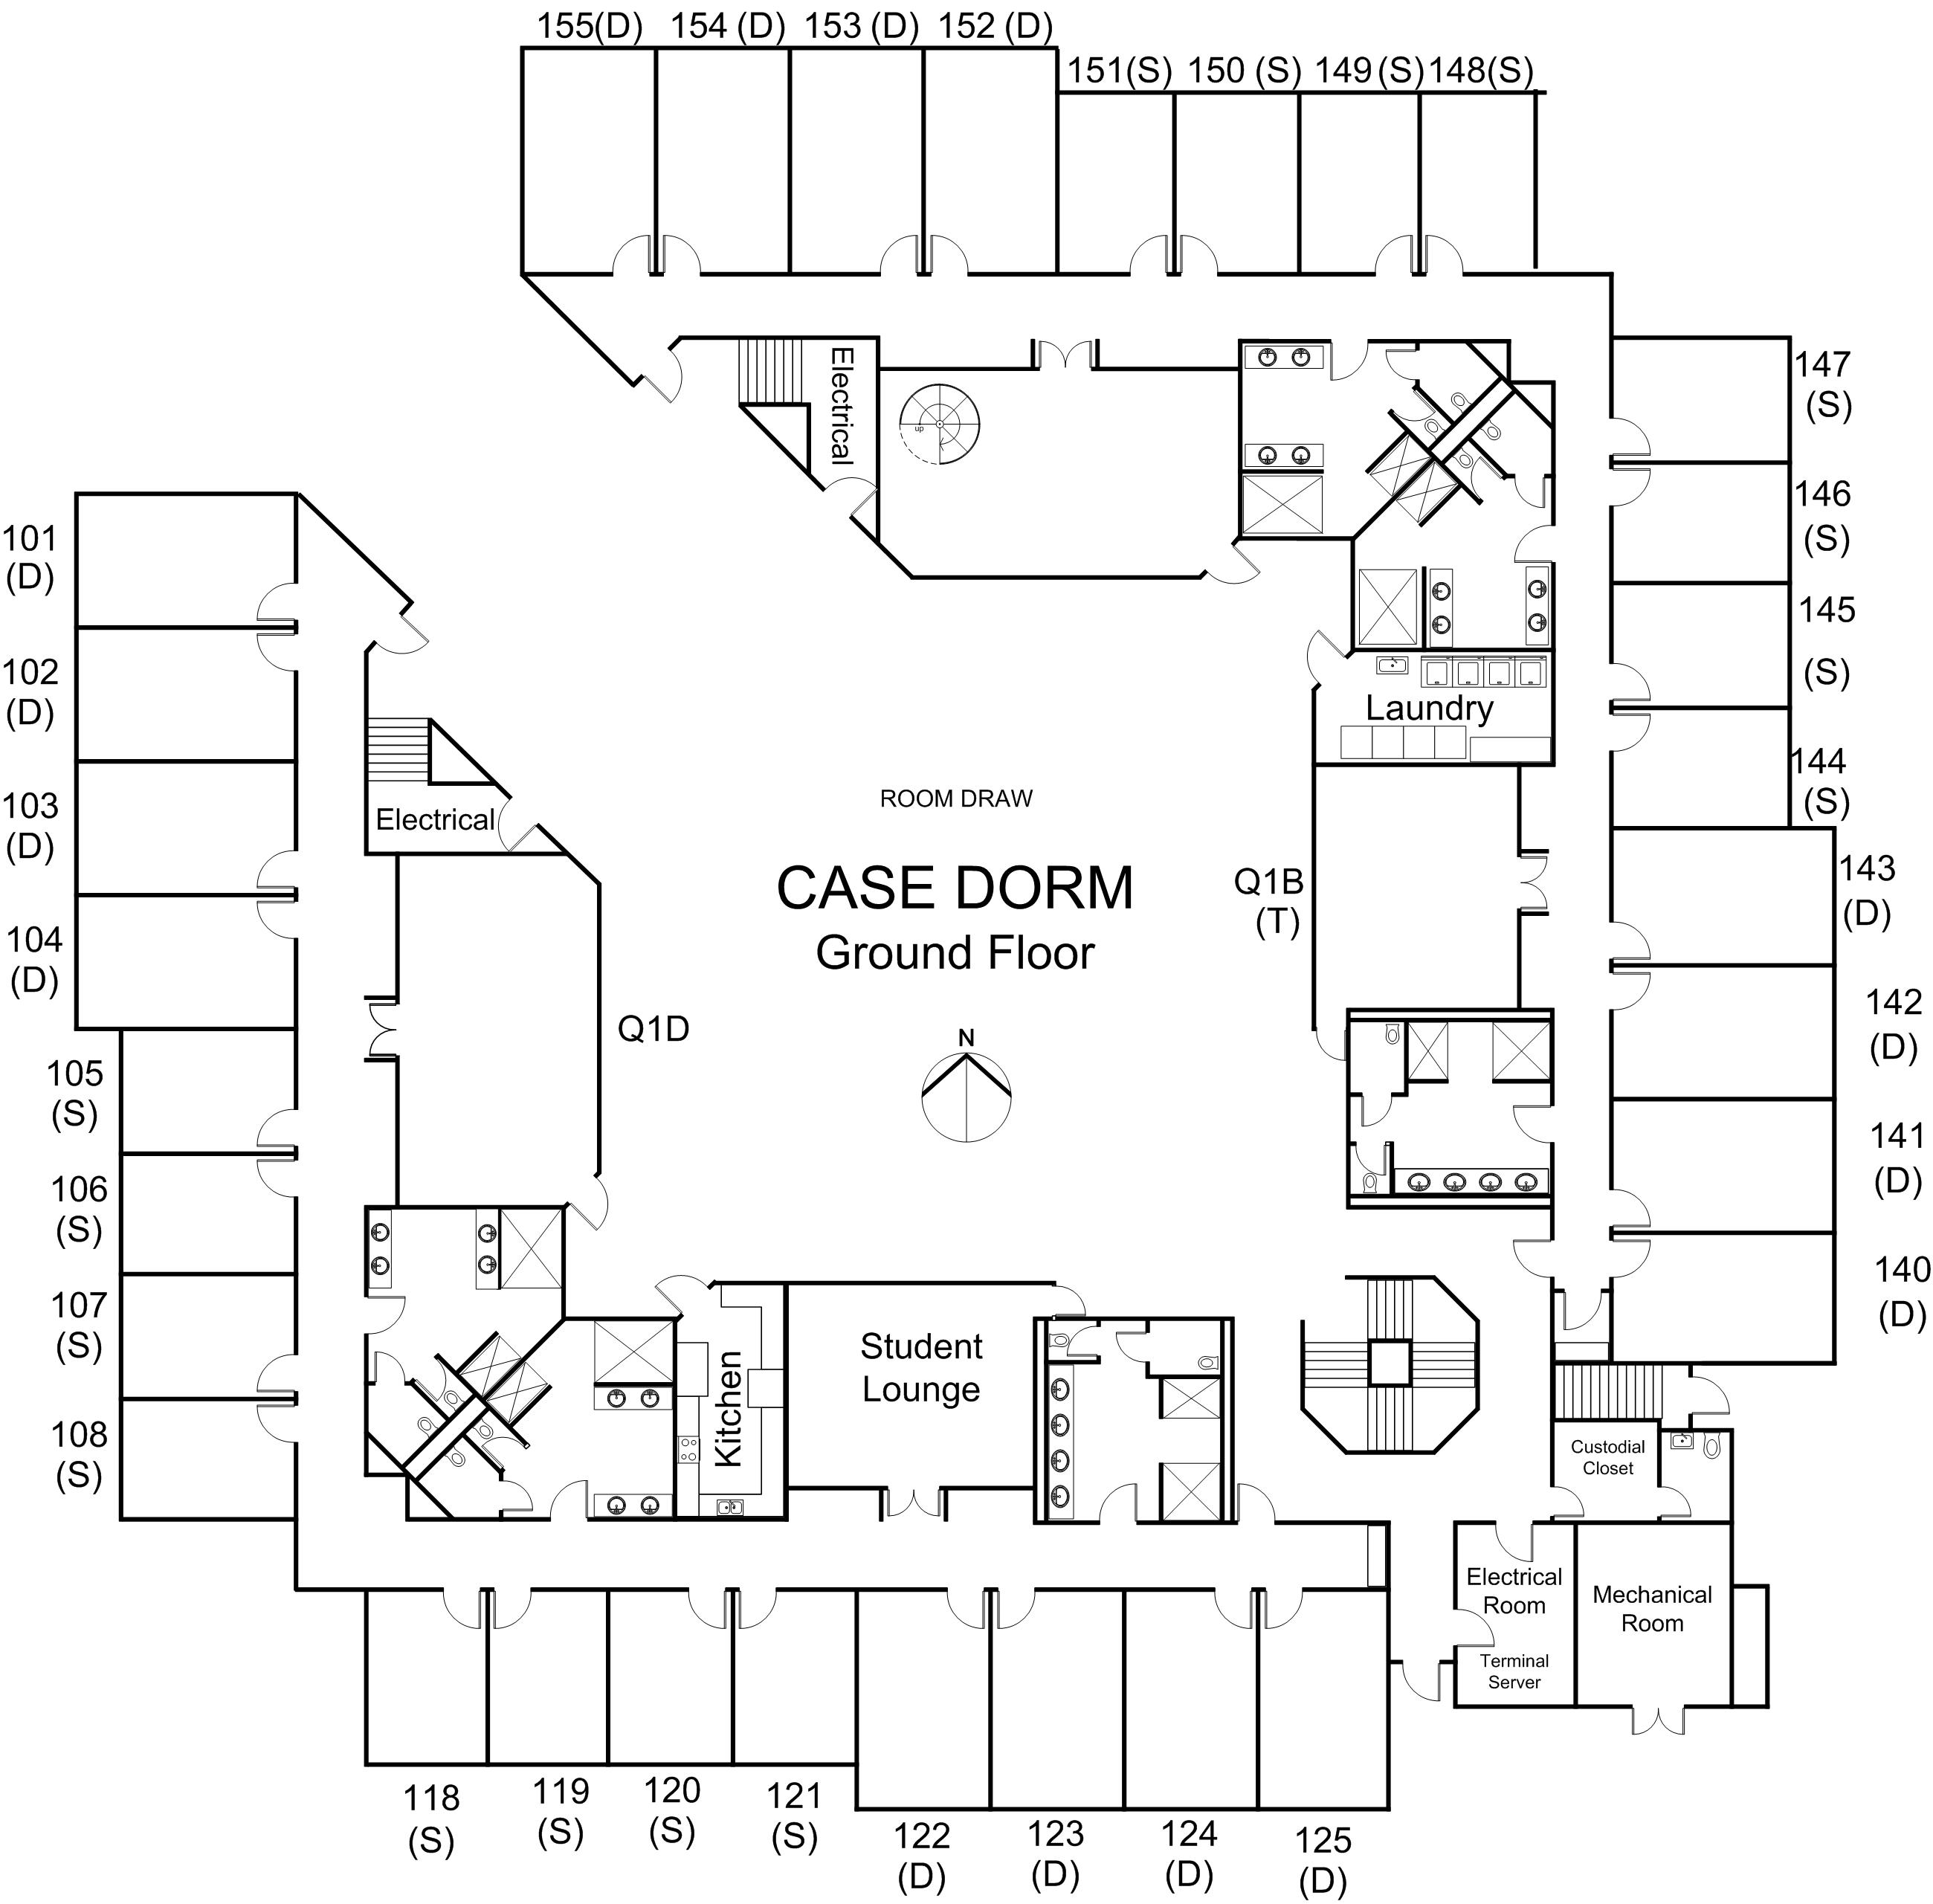 155(D) 154 (D) 153 (D) 152 (D)
151(S) 150 (S) 149 (S) 148(S)
147
(S)
146
(S)
145
(S)
144
(S)
143
(D)
142
(D)
141
(D)
140
(D)
Electrical
up
101
(D)
102
(D)
103
(D)
104
(D)
105
(S)
106
(S)
107
(S)
108
(S)
Electrical
Laundry
ROOM DRAW
CASE DORM
Ground Floor
Q1B
(T)
Q1D
N
Kitchen
Student
Lounge
Custodial
Closet
Electrical
Room
Terminal
Server
Mechanical
Room
118
(S)
119
(S)
120
(S)
121
(S)
122
(D)
123
(D)
124
(D)
125
(D)